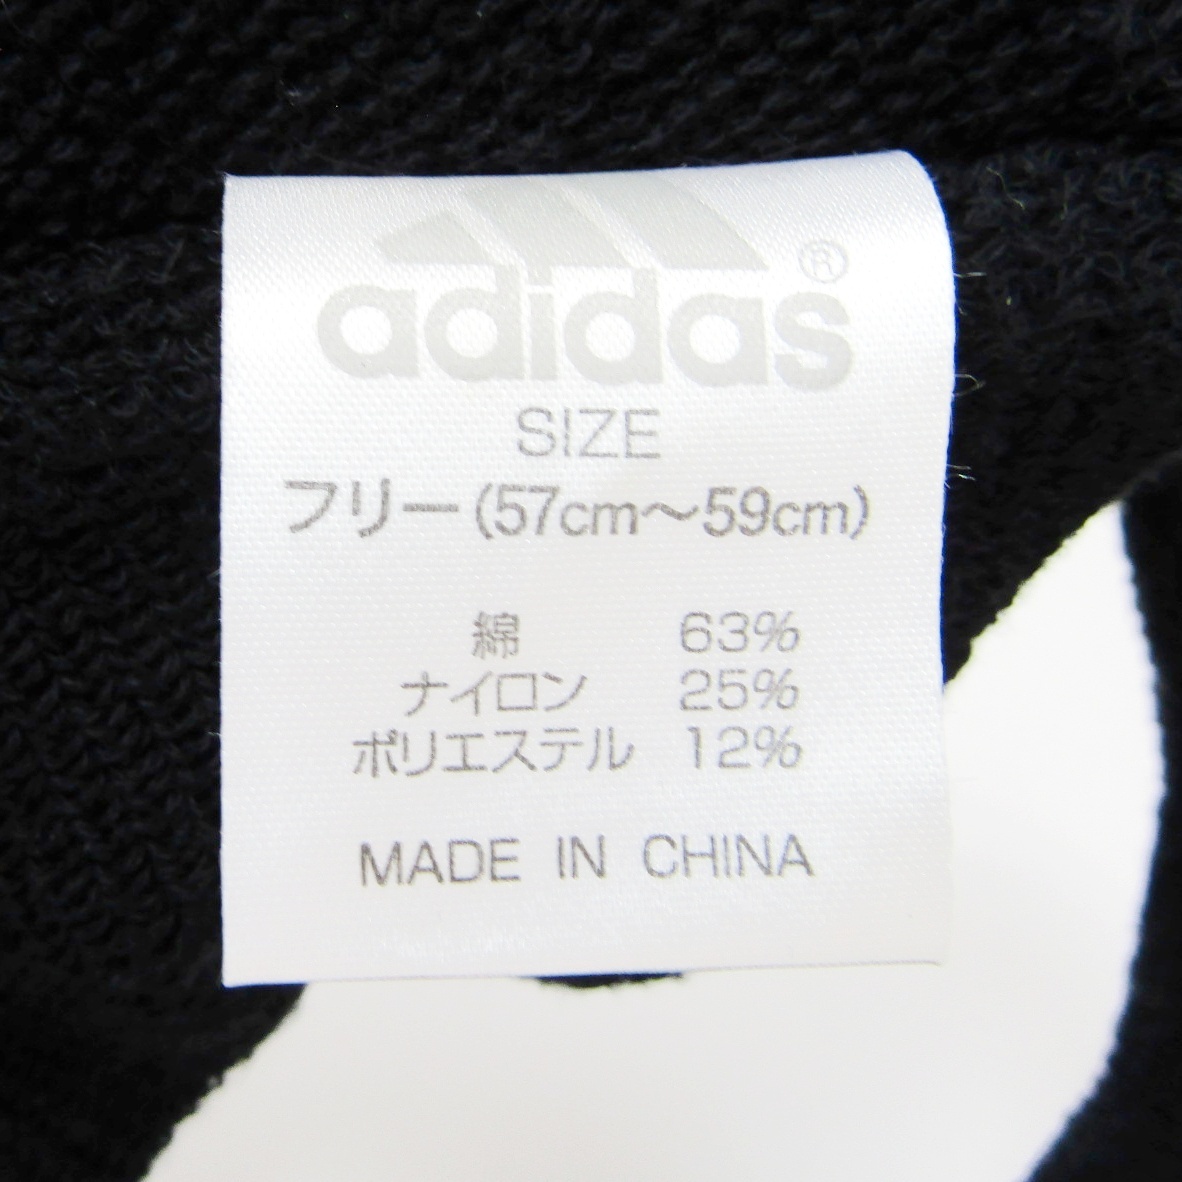 adidas®
SIZE
フリー(57cm〜59cm)
綿 63%
ナイロン 25%
ポリエステル 12%
MADE IN CHINA